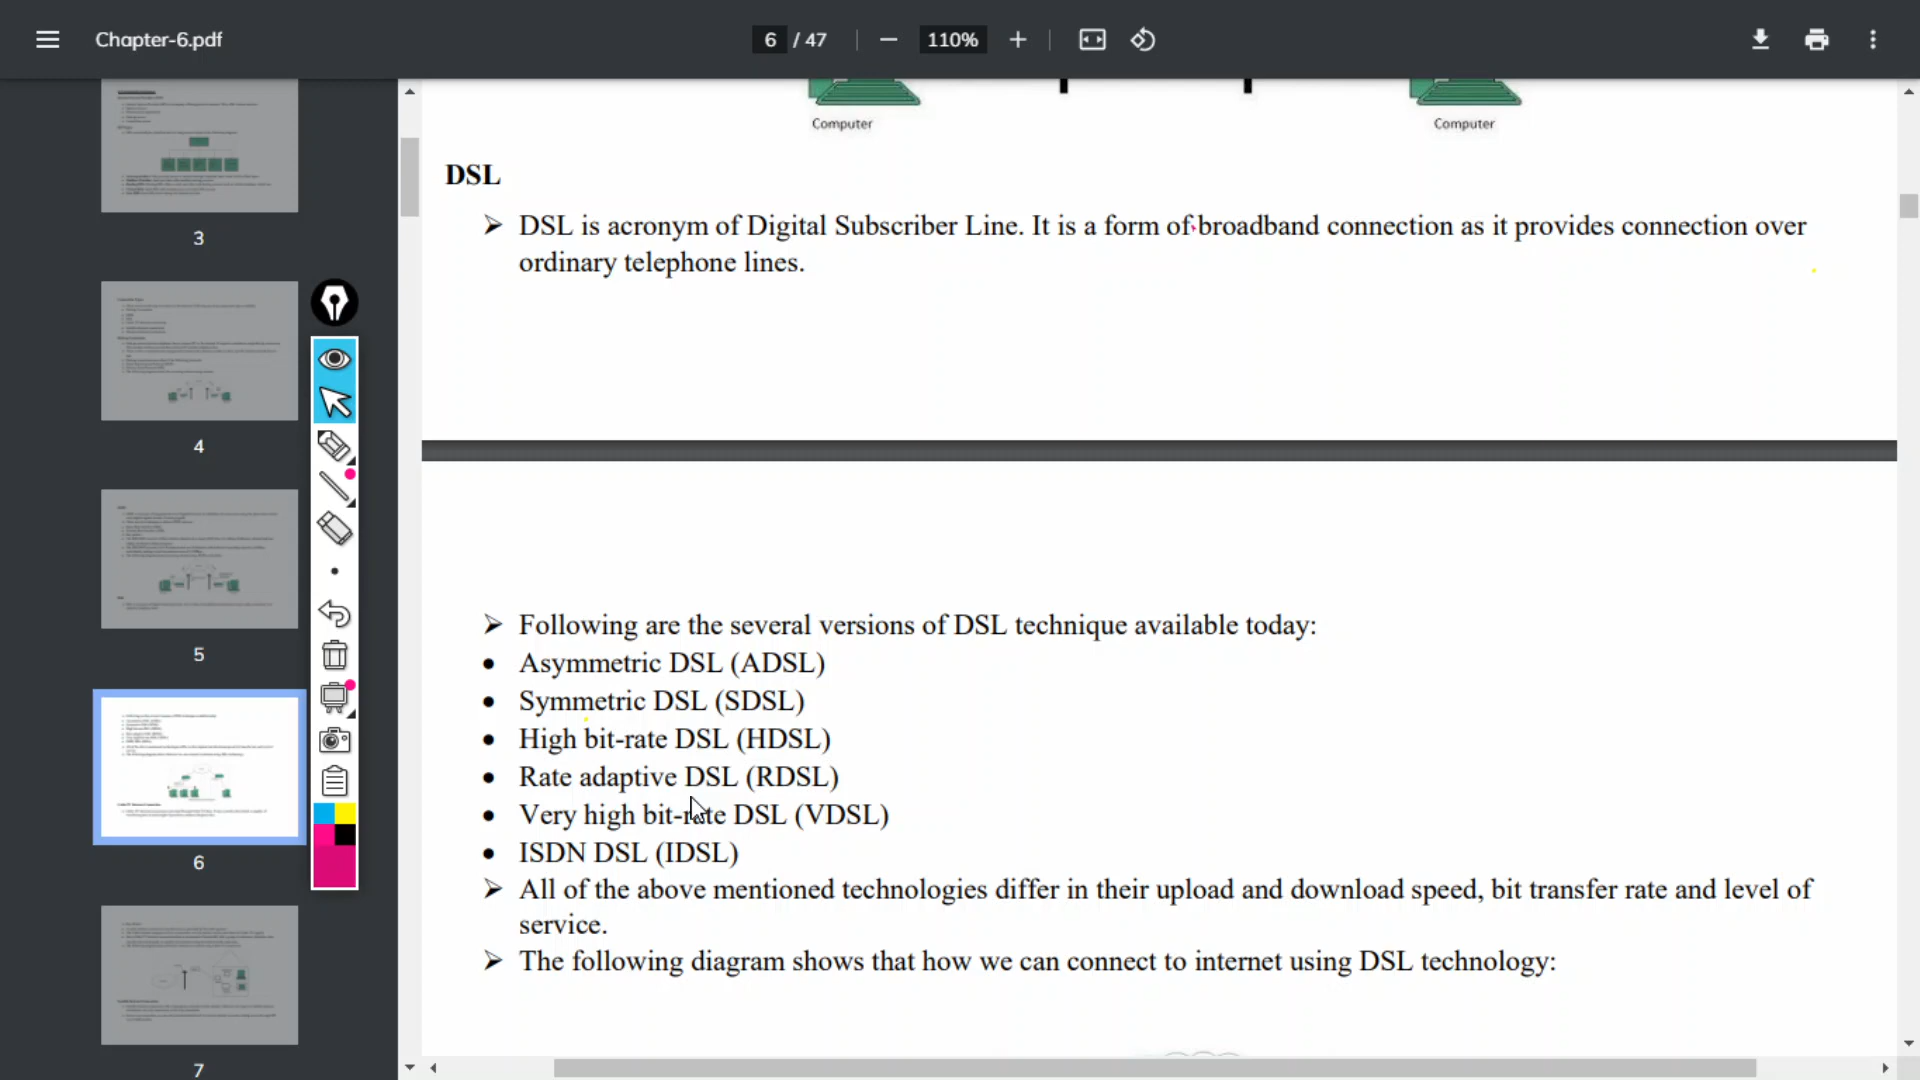 Chapter-6.pdf
6 / 47
110%
3
4
5
6
7
Computer
Computer
DSL
➢ DSL is acronym of Digital Subscriber Line. It is a form of broadband connection as it provides connection over
ordinary telephone lines.
➢ Following are the several versions of DSL technique available today:
• Asymmetric DSL (ADSL)
• Symmetric DSL (SDSL)
• High bit-rate DSL (HDSL)
• Rate adaptive DSL (RDSL)
• Very high bit-rate DSL (VDSL)
• ISDN DSL (IDSL)
➢ All of the above mentioned technologies differ in their upload and download speed, bit transfer rate and level of
service.
➢ The following diagram shows that how we can connect to internet using DSL technology: